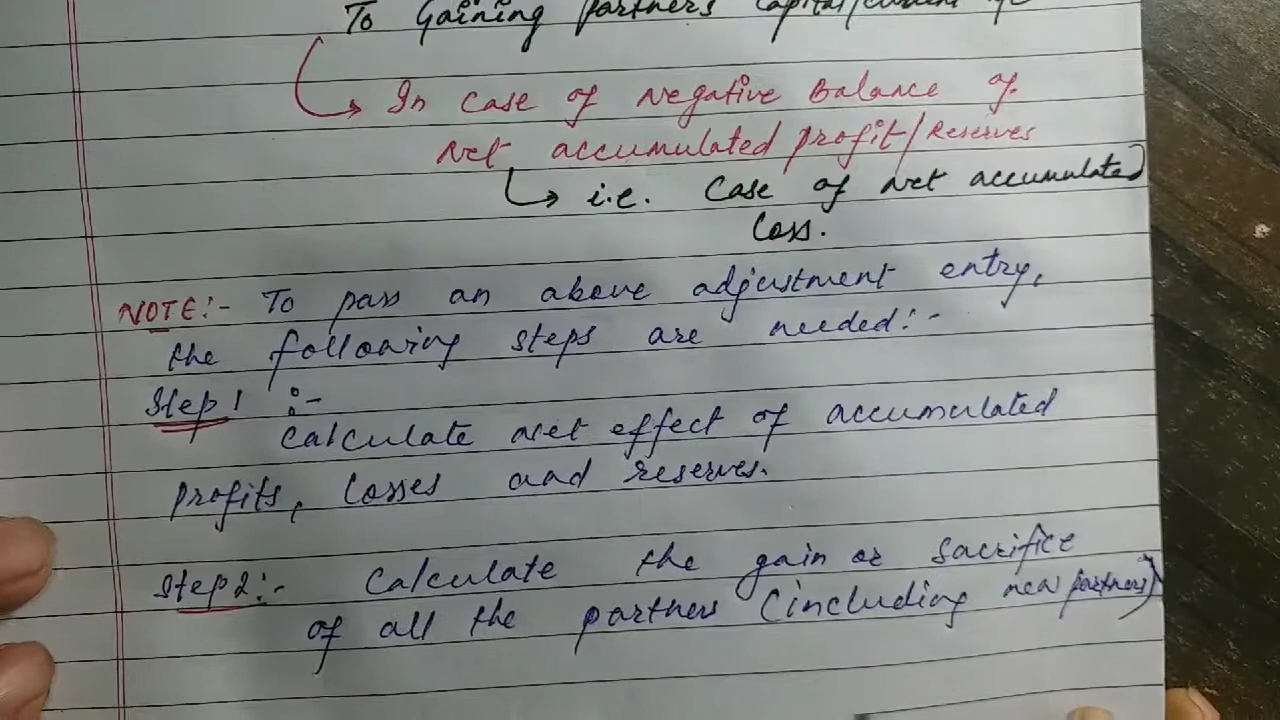 To Gaining Partners Capital/current A/c
↳ In case of Negative Balance of
Net accumulated profit/Reserves
↳ i.e. Case of Net accumulated
Loss.
NOTE:- To pass an above adjustment entry,
the following steps are needed:-
Step 1 :-
Calculate net effect of accumulated
profits, losses and reserves.
Step 2:- Calculate the gain or sacrifice
of all the partners (including new partners)